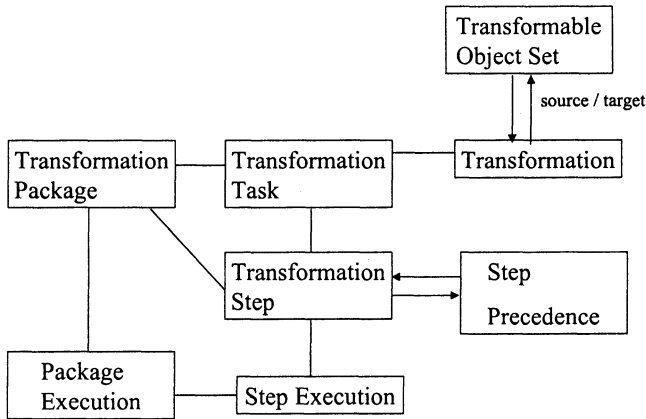 Transformable
Object Set
source / target
Transformation
Package
Transformation
Task
Transformation
Transformation
Step
Step
Precedence
Package
Execution
Step Execution